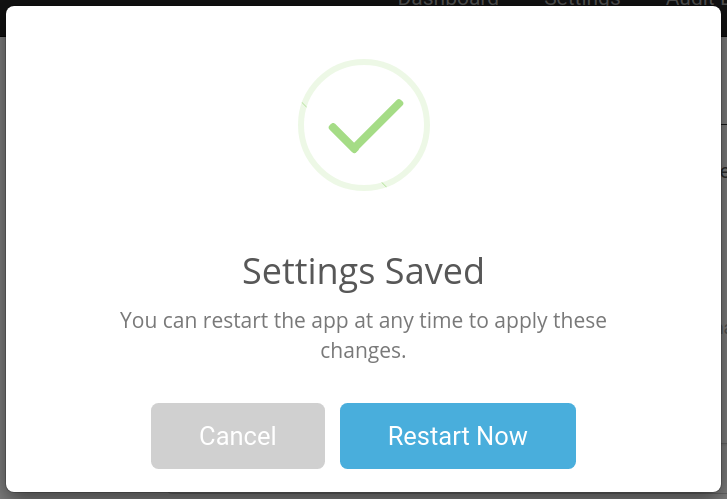 Dashboard Settings Audit
Settings Saved
You can restart the app at any time to apply these
changes.
Cancel Restart Now